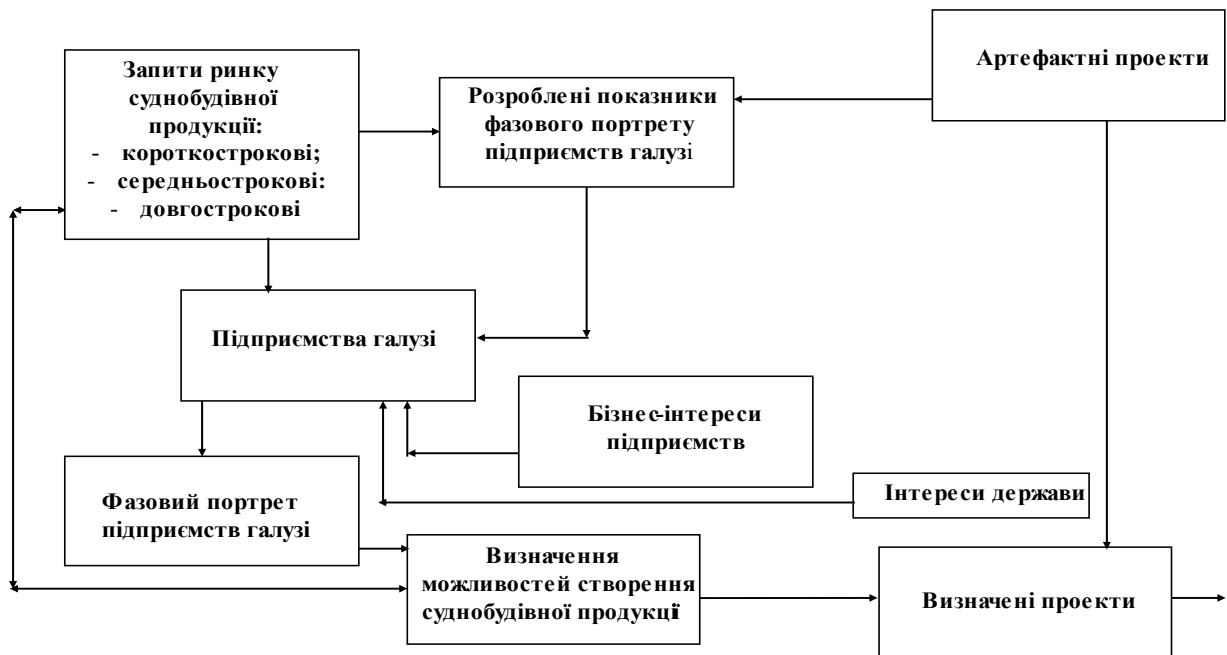 Запити ринку
суднобудівної
продукції:
- короткострокові;
- середньострокові:
- довгострокові
Розроблені показники
фазового портрету
підприємств галузі
Артефактні проекти
Підприємства галузі
Бізнес-інтереси
підприємств
Фазовий портрет
підприємств галузі
Інтереси держави
Визначення
можливостей створення
суднобудівної продукції
Визначені проекти